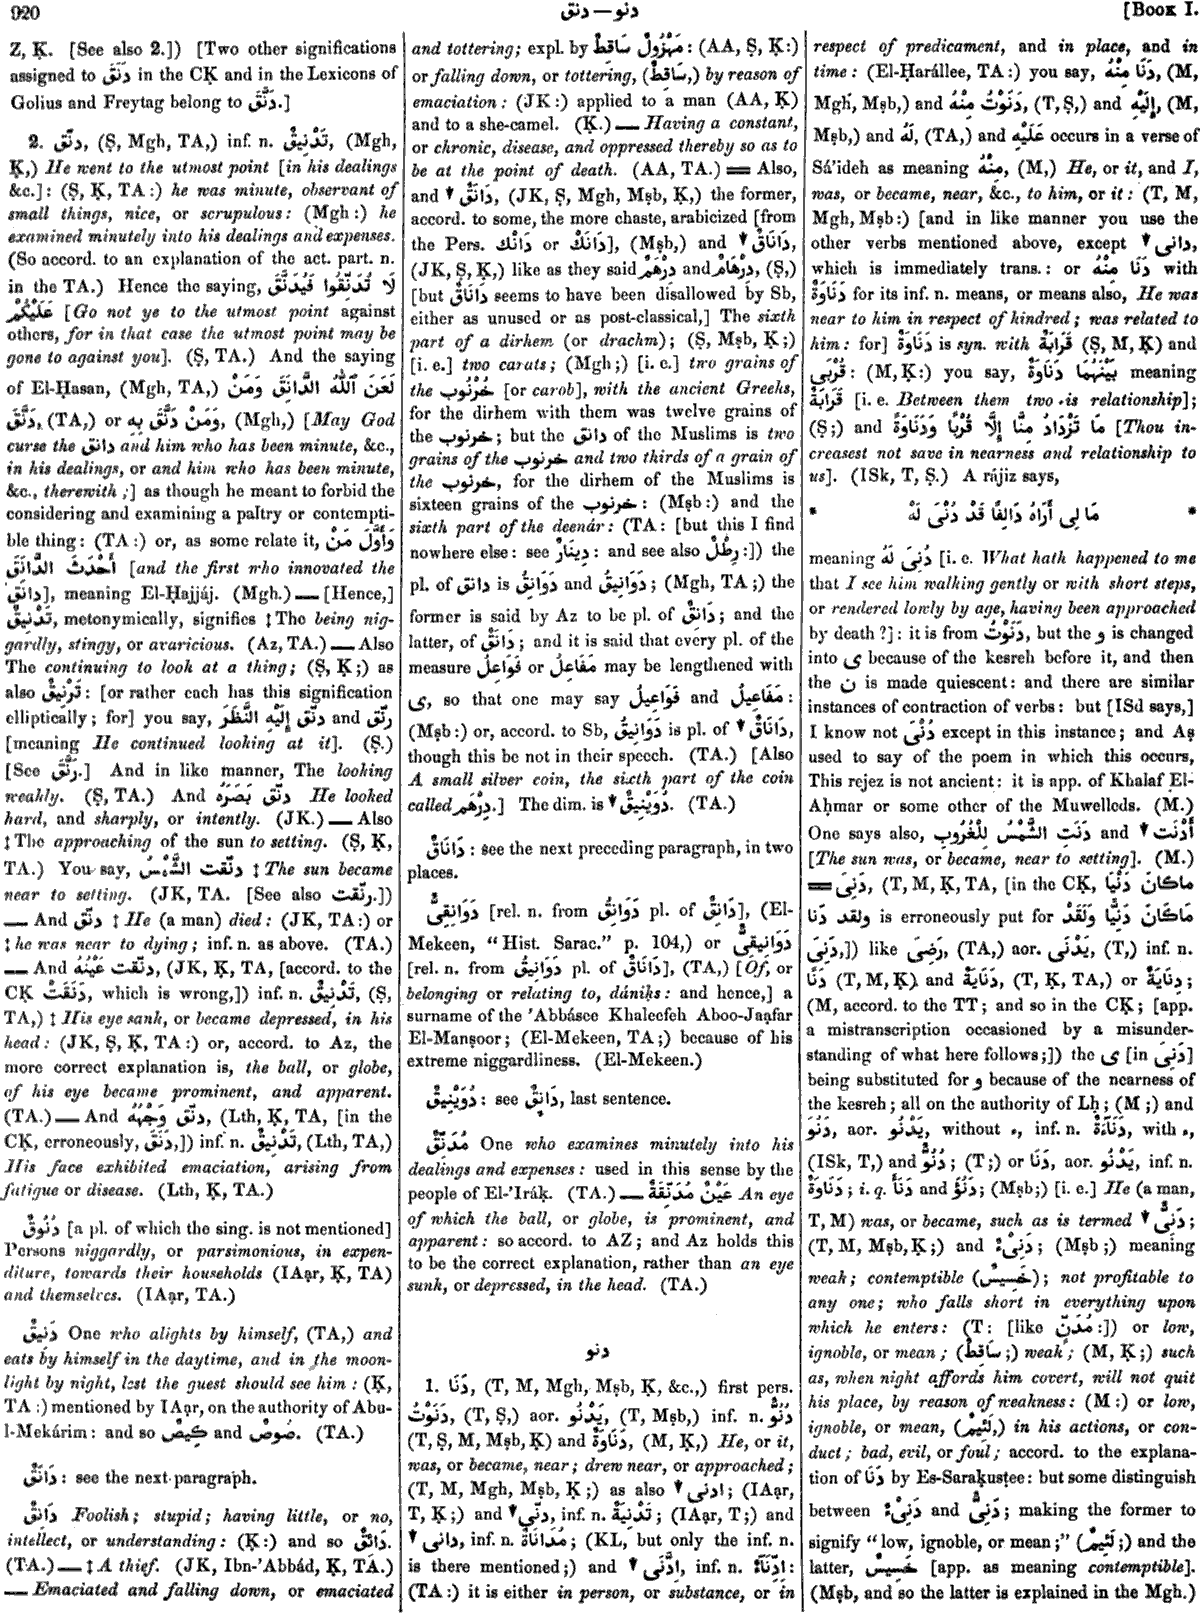 920
دنق — دنو
[Book I.
Z, Ḳ. [See also 2.]) [Two other significations
assigned to دَنَقَ in the CḲ and in the Lexicons of
Golius and Freytag belong to دَنَّقَ.]
2. دنّق, (Ṣ, Mgh, TA,) inf. n. تَدْنِيقٌ, (Mgh,
Ḳ,) He went to the utmost point [in his dealings
&c.]: (Ṣ, Ḳ, TA:) he was minute, observant of
small things, nice, or scrupulous: (Mgh:) he
examined minutely into his dealings and expenses.
(So accord. to an explanation of the act. part. n.
in the TA.) Hence the saying, لَا تُدَنِّقُوا فَيُدَنَّقَ
عَلَيْكُمْ [Go not ye to the utmost point against
others, for in that case the utmost point may be
gone to against you]. (Ṣ, TA.) And the saying
of El-Ḥasan, (Mgh, TA,) لَعَنَ ٱللّٰهُ الدَّانَِقَ وَمَنْ
دَنَّقَ, (TA,) or وَمَنْ دَنَّقَ بِهِ, (Mgh,) [May God
curse the دانق and him who has been minute, &c.,
in his dealings, or and him who has been minute,
&c., therewith;] as though he meant to forbid the
considering and examining a paltry or contempti-
ble thing: (TA:) or, as some relate it, وَأَوَّلَ مَنْ
أَحْدَثَ الدَّانَِقَ [and the first who innovated the
دانق], meaning El-Ḥajjáj. (Mgh.) — [Hence,]
تَدْنِيقٌ, metonymically, signifies ‡ The being nig-
gardly, stingy, or avaricious. (Az, TA.) — Also
The continuing to look at a thing; (Ṣ, Ḳ;) as
also تَرْنِيقٌ: [or rather each has this signification
elliptically; for] you say, دنّق إِلَيْهِ النَّظَرَ and رنّق
[meaning He continued looking at it]. (Ṣ.)
[See رَنَّقَ.] And in like manner, The looking
weakly. (Ṣ, TA.) And دنّق بَصَرَهُ He looked
hard, and sharply, or intently. (JK.) — Also
‡ The approaching of the sun to setting. (Ṣ, Ḳ,
TA.) You say, دنّقت الشَّمْسُ ‡ The sun became
near to setting. (JK, TA. [See also رنّقت.])
— And دنّق ‡ He (a man) died: (JK, TA:) or
‡ he was near to dying; inf. n. as above. (TA.)
— And دنّقت عَيْنُهُ, (JK, Ḳ, TA, [accord. to the
CḲ دَنَقَتْ, which is wrong,]) inf. n. تَدْنِيقٌ, (Ṣ,
TA,) ‡ His eye sank, or became depressed, in his
head: (JK, Ṣ, Ḳ, TA:) or, accord. to Az, the
more correct explanation is, the ball, or globe,
of his eye became prominent, and apparent.
(TA.) — And دنّق وَجْهُهُ, (Lth, Ḳ, TA, [in the
CḲ, erroneously, دَنَقَ,]) inf. n. تَدْنِيقٌ, (Lth, TA,)
His face exhibited emaciation, arising from
fatigue or disease. (Lth, Ḳ, TA.)
دُنُوقٌ [a pl. of which the sing. is not mentioned]
Persons niggardly, or parsimonious, in expen-
diture, towards their households (IAạr, Ḳ, TA)
and themselves. (IAạr, TA.)
دَنِيقٌ One who alights by himself, (TA,) and
eats by himself in the daytime, and in the moon-
light by night, lest the guest should see him: (Ḳ,
TA:) mentioned by IAạr, on the authority of Abu-
l-Mekárim: and so كِيصٌ and صُوصٌ. (TA.)
دَانَقٌ: see the next paragraph.
دَانِقٌ Foolish; stupid; having little, or no,
intellect, or understanding: (Ḳ:) and so دَائِقٌ.
(TA.) — ‡ A thief. (JK, Ibn-'Abbád, Ḳ, TA.)
— Emaciated and falling down, or emaciated
and tottering; expl. by مَهْزُولٌ سَاقِطٌ: (AA, Ṣ, Ḳ:)
or falling down, or tottering, (سَاقِطٌ,) by reason of
emaciation: (JK:) applied to a man (AA, Ḳ)
and to a she-camel. (Ḳ.) — Having a constant,
or chronic, disease, and oppressed thereby so as to
be at the point of death. (AA, TA.) = Also,
and ▼ دَانَقٌ, (JK, Ṣ, Mgh, Mṣb, Ḳ,) the former,
accord. to some, the more chaste, arabicized [from
the Pers. دَانْك or دَانَكْ], (Mṣb,) and ▼ دَانَاقٌ,
(JK, Ṣ, Ḳ,) like as they said دِرْهَمٌ and دِرْهَامٌ, (Ṣ,)
[but دَانَاقٌ seems to have been disallowed by Sb,
either as unused or as post-classical,] The sixth
part of a dirhem (or drachm); (Ṣ, Mṣb, Ḳ;)
[i. e.] two carats; (Mgh;) [i. e.] two grains of
the خُرْنُوب [or carob], with the ancient Greeks,
for the dirhem with them was twelve grains of
the خرنوب; but the دانق of the Muslims is two
grains of the خرنوب and two thirds of a grain of
the خرنوب, for the dirhem of the Muslims is
sixteen grains of the خرنوب: (Mṣb:) and the
sixth part of the deenár: (TA: [but this I find
nowhere else: see دِينَارٌ: and see also رِطْلٌ:]) the
pl. of دانق is دَوَانِقُ and دَوَانِيقُ; (Mgh, TA;) the
former is said by Az to be pl. of دَانِقٌ; and the
latter, of دَانَقٌ; and it is said that every pl. of the
measure فَوَاعِلُ or مَفَاعِلُ may be lengthened with
ى, so that one may say فَوَاعِيلُ and مَفَاعِيلُ:
(Mṣb:) or, accord. to Sb, دَوَانِيقُ is pl. of ▼ دَانَاقٌ,
though this be not in their speech. (TA.) [Also
A small silver coin, the sixth part of the coin
called دِرْهَم.] The dim. is ▼ دُوَيْنِيقٌ. (TA.)
دَانَاقٌ: see the next preceding paragraph, in two
places.
دَوَانِقِىٌّ [rel. n. from دَوَانِقُ pl. of دَانِقٌ], (El-
Mekeen, "Hist. Sarac." p. 104,) or دَوَانِيقِىٌّ
[rel. n. from دَوَانِيقُ pl. of دَانَاقٌ], (TA,) [Of, or
belonging or relating to, dániḳs: and hence,] a
surname of the 'Abbásee Khaleefeh Aboo-Jaạfar
El-Manṣoor; (El-Mekeen, TA;) because of his
extreme niggardliness. (El-Mekeen.)
دُوَيْنِيقٌ: see دَانِقٌ, last sentence.
مُدَنِّقٌ One who examines minutely into his
dealings and expenses: used in this sense by the
people of El-'Iráḳ. (TA.) — عَيْنٌ مُدَنِّقَةٌ An eye
of which the ball, or globe, is prominent, and
apparent: so accord. to AZ; and Az holds this
to be the correct explanation, rather than an eye
sunk, or depressed, in the head. (TA.)
دنو
1. دَنَا, (T, M, Mgh, Mṣb, Ḳ, &c.,) first pers.
دَنَوْتُ, (T, Ṣ,) aor. يَدْنُو, (T, Mṣb,) inf. n. دُنُوٌّ
(T, Ṣ, M, Mṣb, Ḳ) and دَنَاوَةٌ, (M, Ḳ,) He, or it,
was, or became, near; drew near, or approached;
(T, M, Mgh, Mṣb, Ḳ;) as also ▼ ادنى; (IAạr,
T, Ḳ;) and ▼ دنّى, inf. n. تَدْنِيَةٌ; (IAạr, T;) and
▼ دانى, inf. n. مُدَانَاةٌ; (KL, but only the inf. n.
is there mentioned;) and ▼ اِدَّنَى, inf. n. اِدِّنَآءٌ:
(TA:) it is either in person, or substance, or in
respect of predicament, and in place, and in
time: (El-Ḥarállee, TA:) you say, دَنَا مِنْهُ, (M,
Mgh, Mṣb,) and دَنَوْتُ مِنْهُ, (T, Ṣ,) and إِلَيْهِ, (M,
Mṣb,) and لَهُ, (TA,) and عَلَيْهِ occurs in a verse of
Sá'ideh as meaning مِنْهُ, (M,) He, or it, and I,
was, or became, near, &c., to him, or it: (T, M,
Mgh, Mṣb:) [and in like manner you use the
other verbs mentioned above, except ▼ دانى,
which is immediately trans.: or دَنَا مِنْهُ with
دَنَاوَةٌ for its inf. n. means, or means also, He was
near to him in respect of kindred; was related to
him: for] دَنَاوَةٌ is syn. with قَرَابَةٌ (Ṣ, M, Ḳ) and
قُرْبَى: (M, Ḳ:) you say, بَيْنَهُمَا دَنَاوَةٌ meaning
قَرَابَةٌ [i. e. Between them two is relationship];
(Ṣ;) and مَا تَزْدَادُ مِنَّا إِلَّا قُرْبًا وَدَنَاوَةً [Thou in-
creasest not save in nearness and relationship to
us]. (ISk, T, Ṣ.) A rájiz says,
* مَا لِى أَرَاهُ دَالِفًا قَدْ دُنْىَ لَهْ *
meaning دُنِىَ لَهُ [i. e. What hath happened to me
that I see him walking gently or with short steps,
or rendered lowly by age, having been approached
by death?]: it is from دَنَوْتُ, but the و is changed
into ى because of the kesreh before it, and then
the ن is made quiescent: and there are similar
instances of contraction of verbs: but [ISd says,]
I know not دُنْىَ except in this instance; and Aṣ
used to say of the poem in which this occurs,
This rejez is not ancient: it is app. of Khalaf El-
Aḥmar or some other of the Muwelleds. (M.)
One says also, دَنَتِ الشَّمْسُ لِلْغُرُوبِ and ▼ أَدْنَت
[The sun was, or became, near to setting]. (M.)
= دَنِىَ, (T, M, Ḳ, TA, [in the CḲ, ماكَانَ دَنْيًا
ولقد دَنا is erroneously put for مَاكَانَ دَنِيًّا وَلَقَدْ
دَنِىَ,]) like رَضِىَ, (TA,) aor. يَدْنَى, (T,) inf. n.
دَنًا (T, M, Ḳ) and دَنَايَةٌ, (T, Ḳ, TA,) or دِنَايَةٌ;
(M, accord. to the TT; and so in the CḲ; [app.
a mistranscription occasioned by a misunder-
standing of what here follows;]) the ى [in دَنِىَ]
being substituted for و because of the nearness of
the kesreh; all on the authority of Lḥ; (M;) and
دَنُوَ, aor. يَدْنُو, without ء, inf. n. دَنَآءَةٌ, with ء,
(ISk, T,) and دُنُوٌّ; (T;) or دَنَا, aor. يَدْنُو, inf. n.
دَنَاوَةٌ; i. q. دَنَأَ and دَنُؤَ; (Mṣb;) [i. e.] He (a man,
T, M) was, or became, such as is termed ▼ دَنِىٌّ;
(T, M, Mṣb, Ḳ;) and دَنِىْءٌ; (Mṣb;) meaning
weak; contemptible (خَسِيسٌ); not profitable to
any one; who falls short in everything upon
which he enters: (T: [like مُدَنٍّ:]) or low,
ignoble, or mean; (سَاقِطٌ;) weak; (M, Ḳ;) such
as, when night affords him covert, will not quit
his place, by reason of weakness: (M:) or low,
ignoble, or mean, (لَئِيمٌ,) in his actions, or con-
duct; bad, evil, or foul; accord. to the explana-
tion of دَنَا by Es-Saraḳusṭee: but some distinguish
between دَنِىْءٌ and دَنِىٌّ; making the former to
signify "low, ignoble, or mean;" (لَئِيمٌ;) and the
latter, خَسِيسٌ [app. as meaning contemptible].
(Mṣb, and so the latter is explained in the Mgh.)